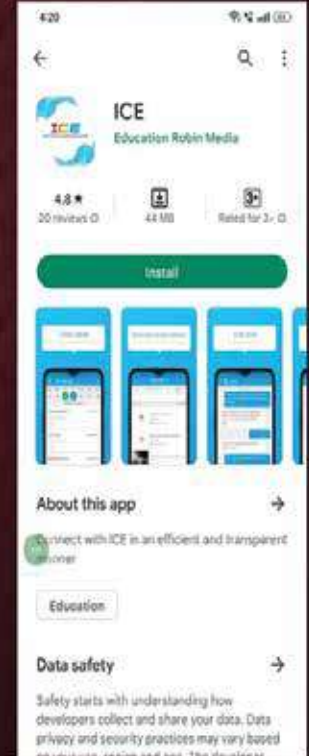 4:20
ICE
ICE
Education Robin Media
4.8★
20 reviews
44 MB
3+
Rated for 3+
Install
About this app
Connect with ICE in an efficient and transparent
manner
Education
Data safety
Safety starts with understanding how
developers collect and share your data. Data
privacy and security practices may vary based